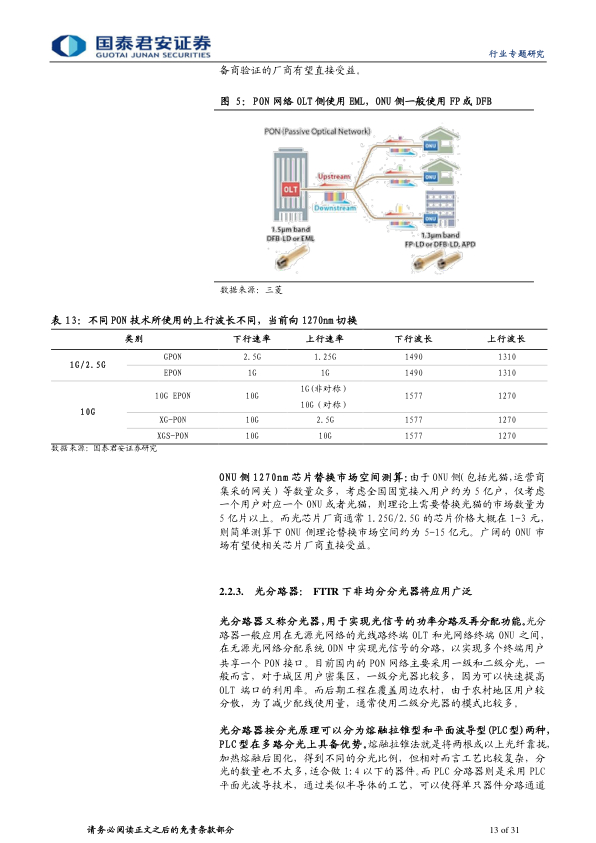 国泰君安证券
GUOTAI JUNAN SECURITIES
行业专题研究
备商验证的厂商有望直接受益。
图 5：PON 网络 OLT 侧使用 EML，ONU 侧一般使用 FP 或 DFB
PON (Passive Optical Network)
ONU
Upstream
OLT
ONU
Downstream
ONU
1.5μm band
DFB-LD or EML
1.3μm band
FP-LD or DFB-LD, APD
数据来源：三菱
表 13：不同 PON 技术所使用的上行波长不同，当前向 1270nm 切换
类别 下行速率 上行速率 下行波长 上行波长
1G/2.5G GPON 2.5G 1.25G 1490 1310
EPON 1G 1G 1490 1310
10G 10G EPON 10G 1G(非对称) 1577 1270
10G（对称）
XG-PON 10G 2.5G 1577 1270
XGS-PON 10G 10G 1577 1270
数据来源：国泰君安证券研究
ONU 侧 1270nm 芯片替换市场空间测算：由于 ONU 侧（包括光猫，运营商
集采的网关）等数量众多，考虑全国固宽接入用户约为 5 亿户，仅考虑
一个用户对应一个 ONU 或者光猫，则理论上需要替换光猫的市场数量为
5 亿片以上。而光芯片厂商通常 1.25G/2.5G 的芯片价格大概在 1-3 元，
则简单测算下 ONU 侧理论替换市场空间约为 5-15 亿元。广阔的 ONU 市
场有望使相关芯片厂商直接受益。
2.2.3. 光分路器： FTTR 下非均分分光器将应用广泛
光分路器又称分光器，用于实现光信号的功率分路及再分配功能。光分
路器一般应用在无源光网络的光线路终端 OLT 和光网络终端 ONU 之间，
在无源光网络分配系统 ODN 中实现光信号的分路，以实现多个终端用户
共享一个 PON 接口。目前国内的 PON 网络主要采用一级和二级分光，一
般而言，对于城区用户密集区，一级分光器比较多，因为可以快速提高
OLT 端口的利用率。而后期工程在覆盖周边农村，由于农村地区用户较
分散，为了减少配线使用量，通常使用二级分光器的模式比较多。
光分路器按分光原理可以分为熔融拉锥型和平面波导型(PLC 型)两种，
PLC 型在多路分光上具备优势。熔融拉锥法就是将两根或以上光纤靠拢，
加热熔融后固化，得到不同的分光比例，但相对而言工艺比较复杂，分
光的数量也不太多，适合做 1:4 以下的器件。而 PLC 分路器则是采用 PLC
平面光波导技术，通过类似半导体的工艺，可以使得单只器件分路通道
请务必阅读正文之后的免责条款部分
13 of 31